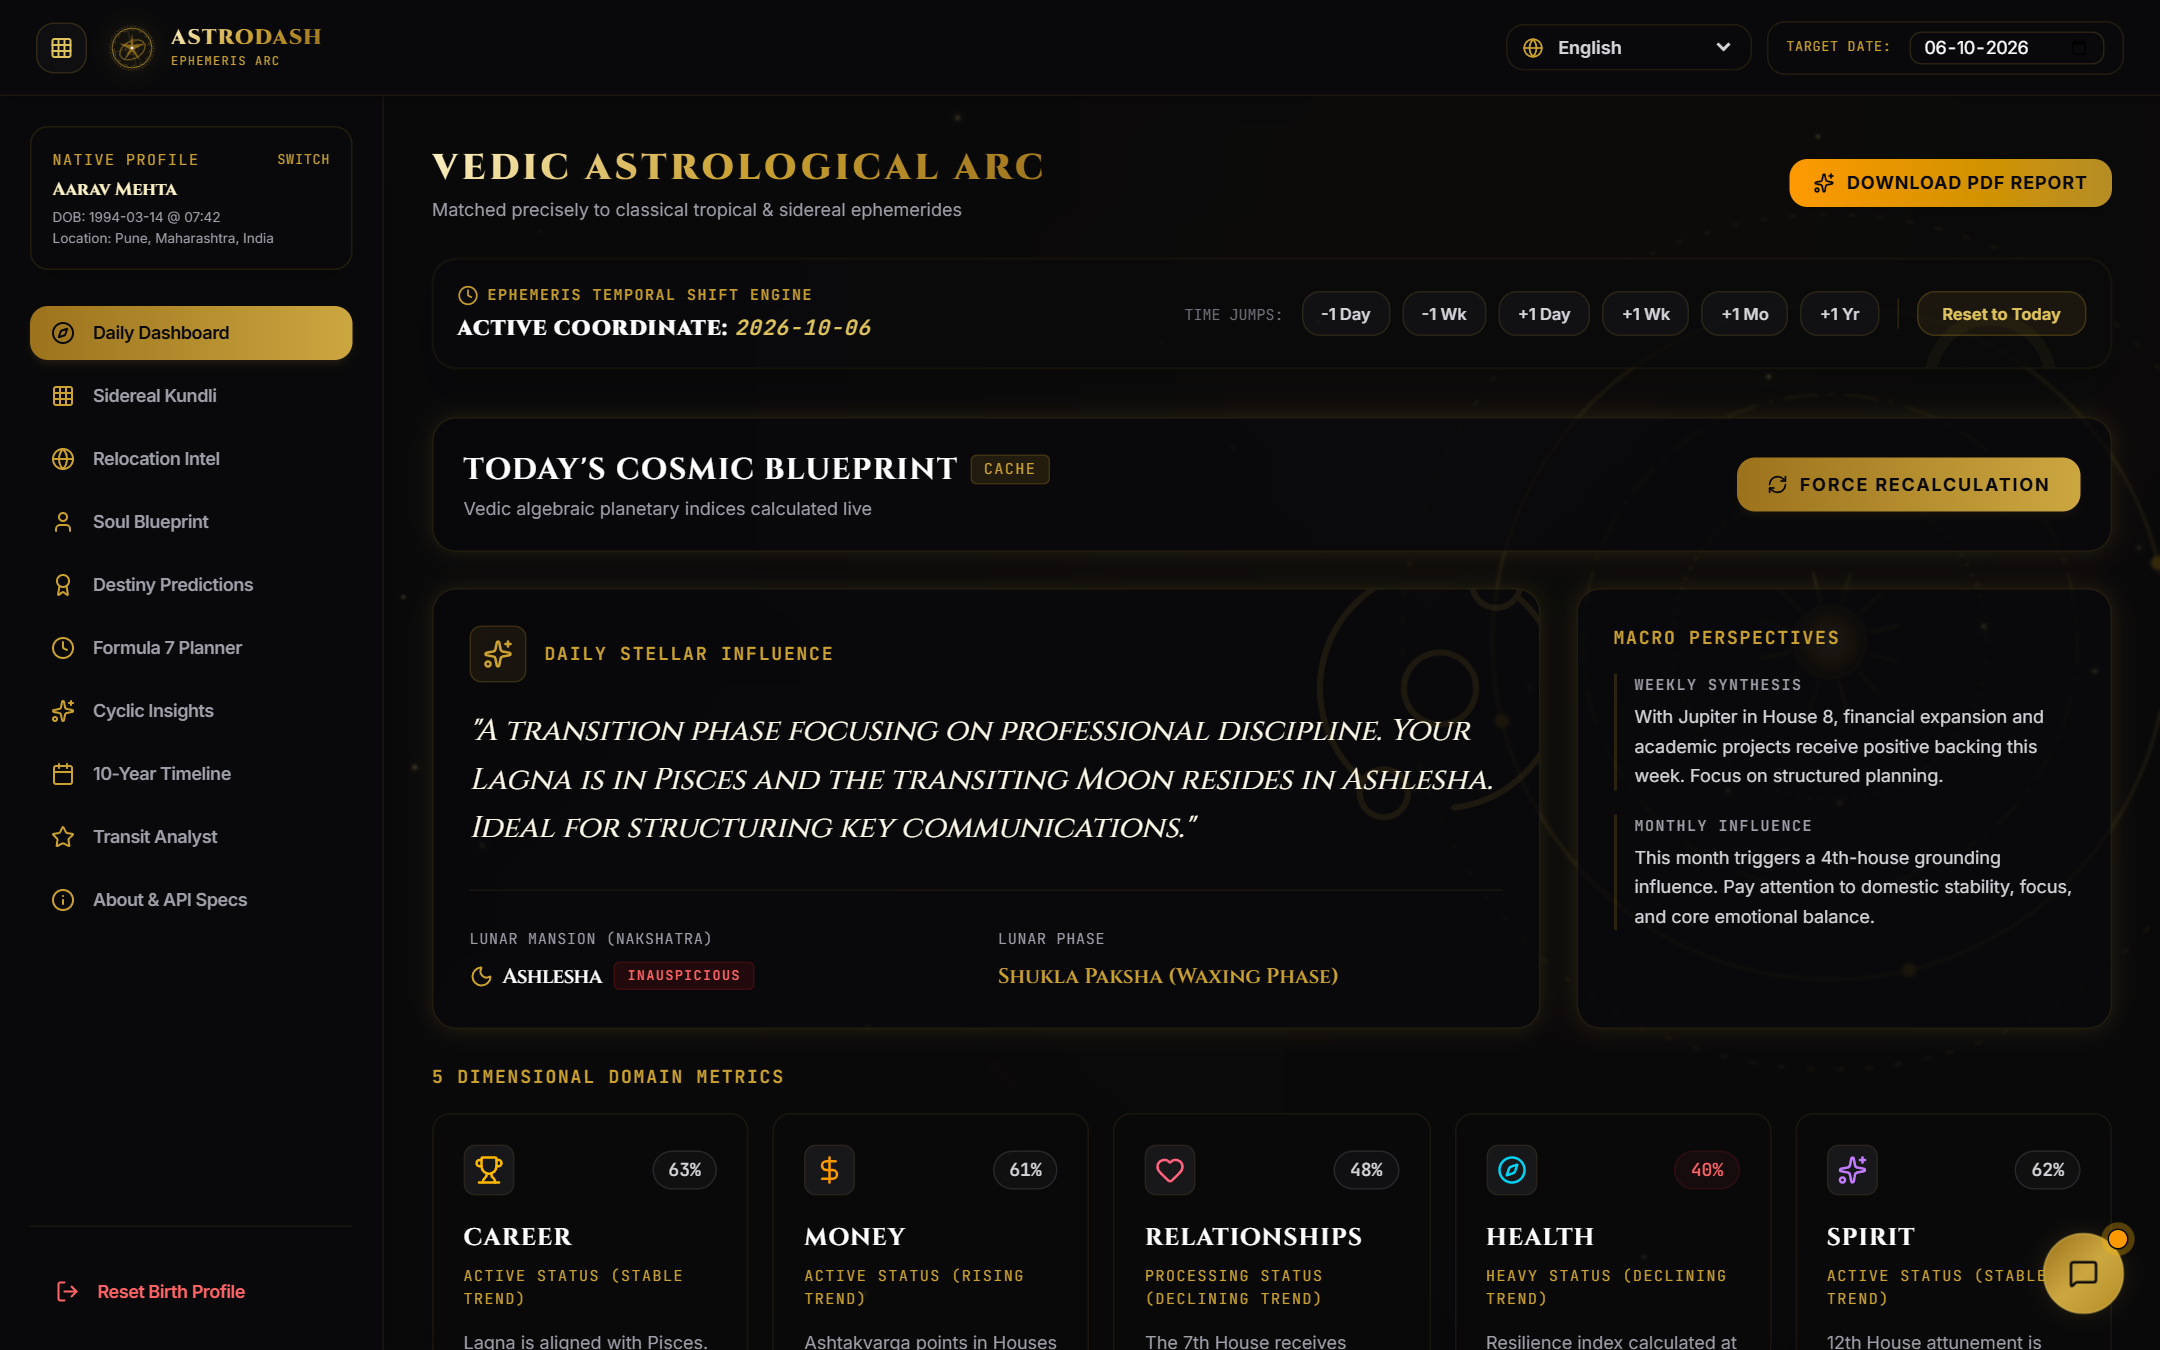 ASTRODASH
EPHEMERIS ARC
English
TARGET DATE:
06-10-2026
NATIVE PROFILE
SWITCH
Aarav Mehta
DOB: 1994-03-14 @ 07:42
Location: Pune, Maharashtra, India
Daily Dashboard
Sidereal Kundli
Relocation Intel
Soul Blueprint
Destiny Predictions
Formula 7 Planner
Cyclic Insights
10-Year Timeline
Transit Analyst
About & API Specs
Reset Birth Profile
VEDIC ASTROLOGICAL ARC
Matched precisely to classical tropical & sidereal ephemerides
DOWNLOAD PDF REPORT
EPHEMERIS TEMPORAL SHIFT ENGINE
ACTIVE COORDINATE: 2026-10-06
TIME JUMPS:
-1 Day
-1 Wk
+1 Day
+1 Wk
+1 Mo
+1 Yr
Reset to Today
TODAY'S COSMIC BLUEPRINT
CACHE
Vedic algebraic planetary indices calculated live
FORCE RECALCULATION
DAILY STELLAR INFLUENCE
"A transition phase focusing on professional discipline. Your
Lagna is in Pisces and the transiting Moon resides in Ashlesha.
Ideal for structuring key communications."
LUNAR MANSION (NAKSHATRA)
Ashlesha
INAUSPICIOUS
LUNAR PHASE
Shukla Paksha (Waxing Phase)
MACRO PERSPECTIVES
WEEKLY SYNTHESIS
With Jupiter in House 8, financial expansion and
academic projects receive positive backing this
week. Focus on structured planning.
MONTHLY INFLUENCE
This month triggers a 4th-house grounding
influence. Pay attention to domestic stability, focus,
and core emotional balance.
5 DIMENSIONAL DOMAIN METRICS
63%
CAREER
ACTIVE STATUS (STABLE
TREND)
Lagna is aligned with Pisces.
61%
MONEY
ACTIVE STATUS (RISING
TREND)
Ashtakvarga points in Houses
48%
RELATIONSHIPS
PROCESSING STATUS
(DECLINING TREND)
The 7th House receives
40%
HEALTH
HEAVY STATUS (DECLINING
TREND)
Resilience index calculated at
62%
SPIRIT
ACTIVE STATUS (STABLE
TREND)
12th House attunement is